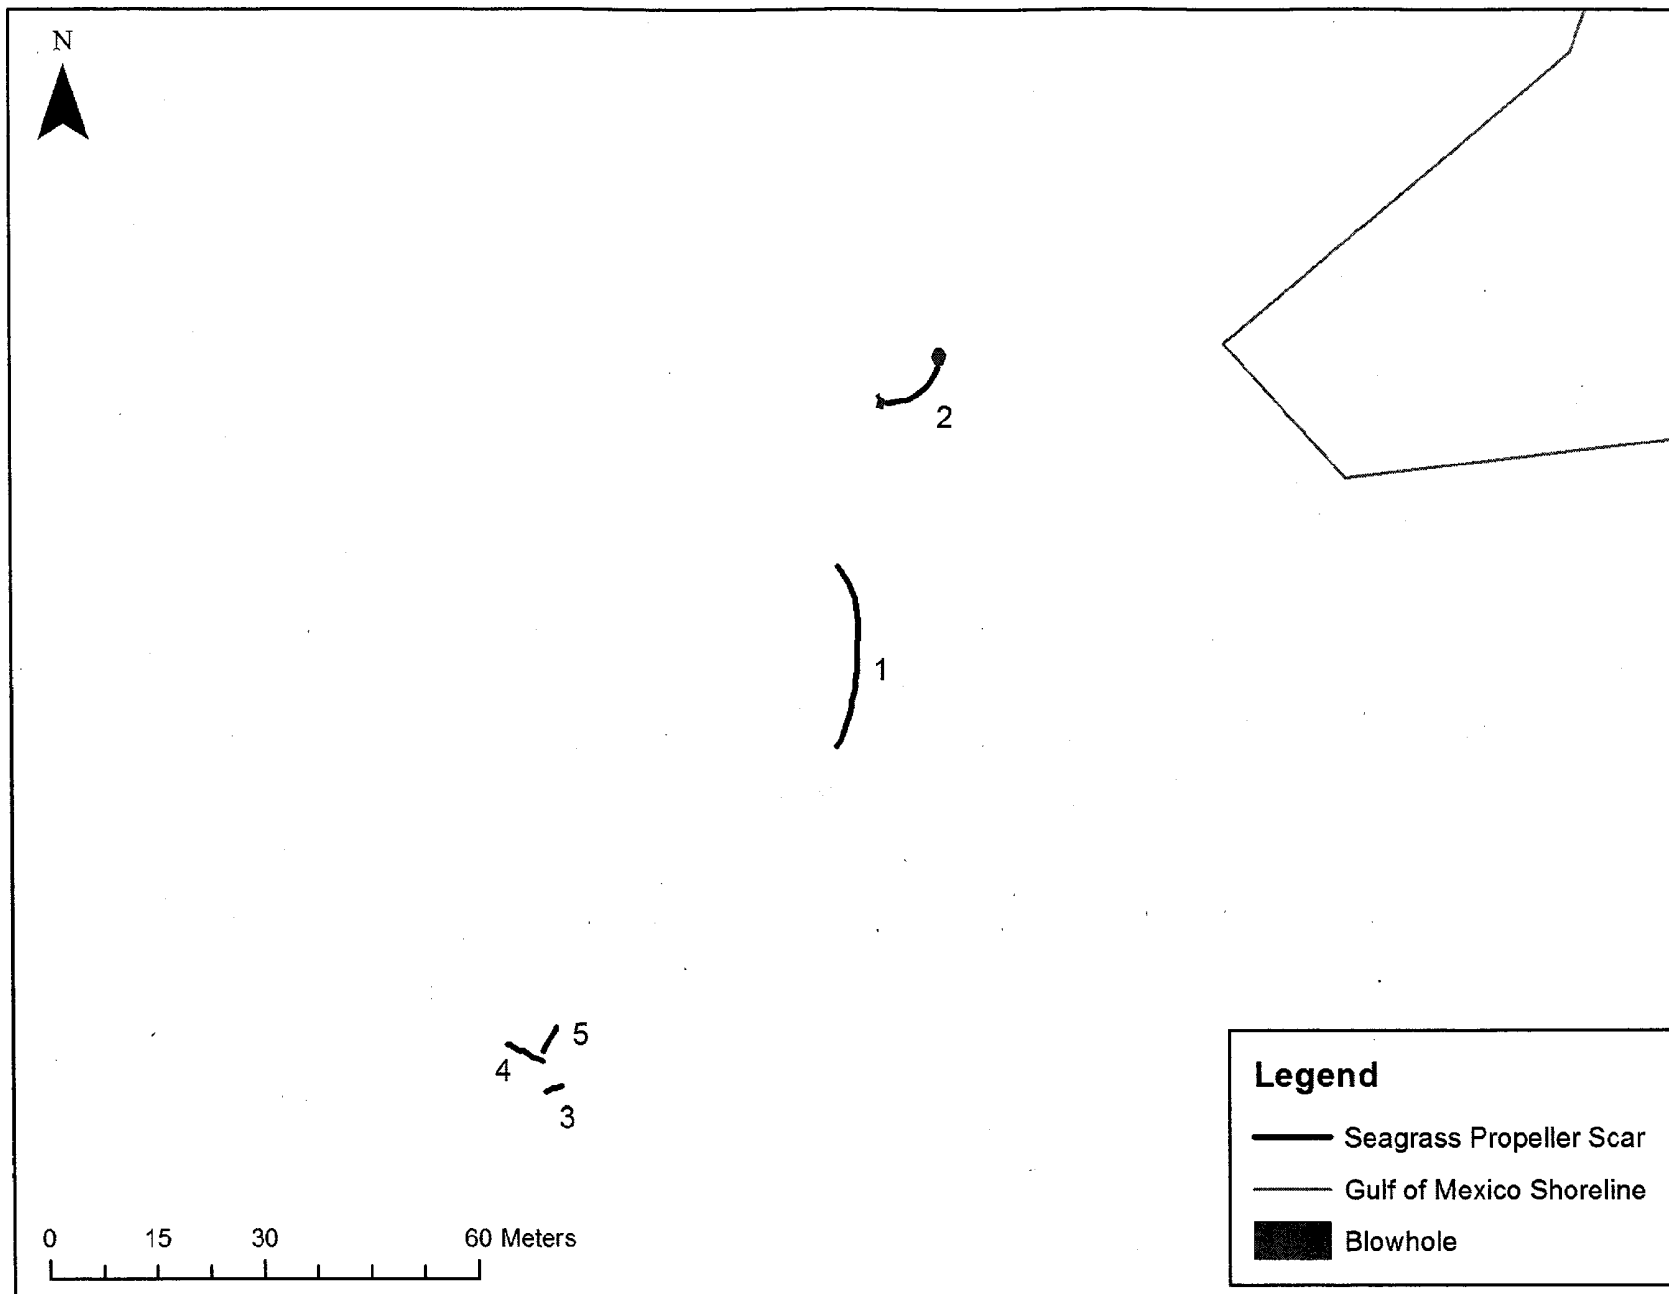 N
2
1
5
4
3
Legend
Seagrass Propeller Scar
Gulf of Mexico Shoreline
Blowhole
0 15 30 60 Meters